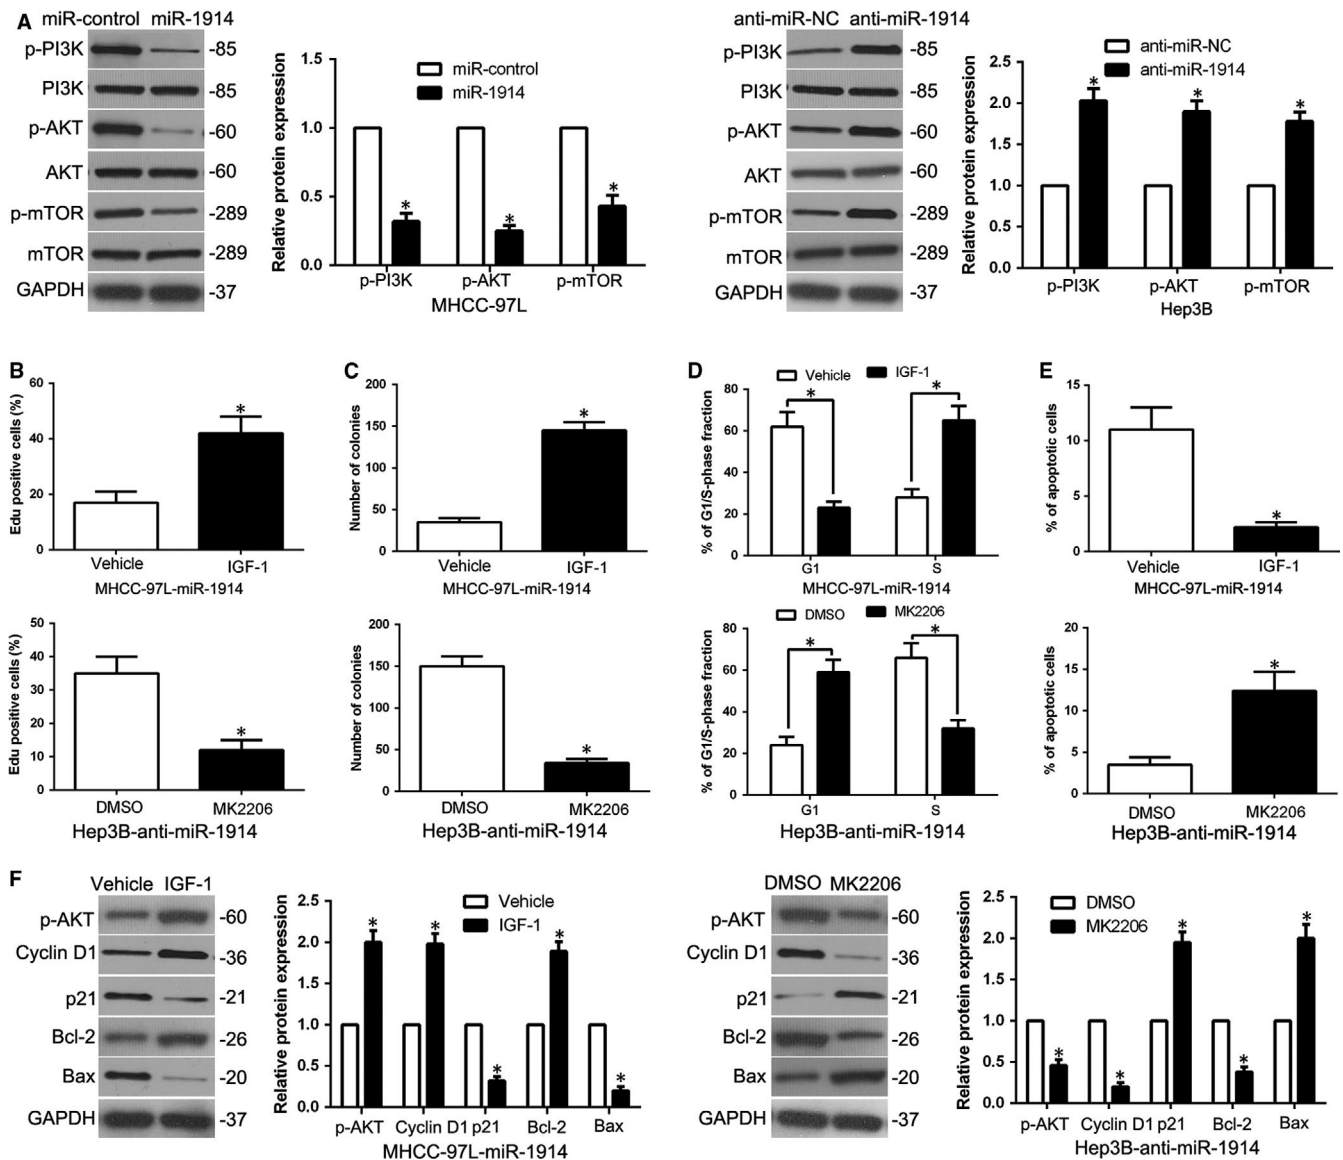 A
miR-control miR-1914
p-PI3K -85
PI3K -85
p-AKT -60
AKT -60
p-mTOR -289
mTOR -289
GAPDH -37
Relative protein expression
1.5
1.0
0.5
0.0
miR-control
miR-1914
* * *
p-PI3K p-AKT p-mTOR
MHCC-97L
anti-miR-NC anti-miR-1914
p-PI3K -85
PI3K -85
p-AKT -60
AKT -60
p-mTOR -289
mTOR -289
GAPDH -37
Relative protein expression
2.5
2.0
1.5
1.0
0.5
0.0
anti-miR-NC
anti-miR-1914
* * *
p-PI3K p-AKT p-mTOR
Hep3B
B
Edu positive cells (%)
60
40
20
0
*
Vehicle IGF-1
MHCC-97L-miR-1914
Edu positive cells (%)
50
40
30
20
10
0
*
DMSO MK2206
Hep3B-anti-miR-1914
C
Number of colonies
200
150
100
50
0
*
Vehicle IGF-1
MHCC-97L-miR-1914
Number of colonies
200
150
100
50
0
*
DMSO MK2206
Hep3B-anti-miR-1914
D
Vehicle IGF-1
% of G1/S-phase fraction
80
60
40
20
0
* *
G1 S
MHCC-97L-miR-1914
DMSO MK2206
% of G1/S-phase fraction
80
60
40
20
0
* *
G1 S
Hep3B-anti-miR-1914
E
% of apoptotic cells
15
10
5
0
*
Vehicle IGF-1
MHCC-97L-miR-1914
% of apoptotic cells
20
15
10
5
0
*
DMSO MK2206
Hep3B-anti-miR-1914
F
Vehicle IGF-1
p-AKT -60
Cyclin D1 -36
p21 -21
Bcl-2 -26
Bax -20
GAPDH -37
Relative protein expression
2.5
2.0
1.5
1.0
0.5
0.0
Vehicle
IGF-1
* * * * *
p-AKT Cyclin D1 p21 Bcl-2 Bax
MHCC-97L-miR-1914
DMSO MK2206
p-AKT -60
Cyclin D1 -36
p21 -21
Bcl-2 -26
Bax -20
GAPDH -37
Relative protein expression
2.5
2.0
1.5
1.0
0.5
0.0
DMSO
MK2206
* * * * *
p-AKT Cyclin D1 p21 Bcl-2 Bax
Hep3B-anti-miR-1914